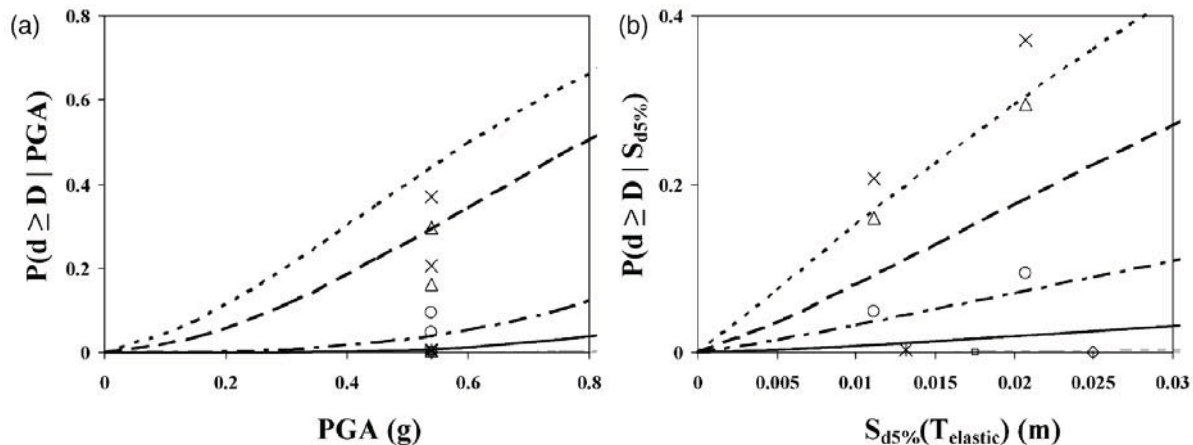 (a)
P(d ≥ D | PGA)
0.8
0.6
0.4
0.2
0
0 0.2 0.4 0.6 0.8
PGA (g)
(b)
P(d ≥ D | Sd5%)
0.4
0.2
0
0 0.005 0.01 0.015 0.02 0.025 0.03
Sd5%(Telastic) (m)